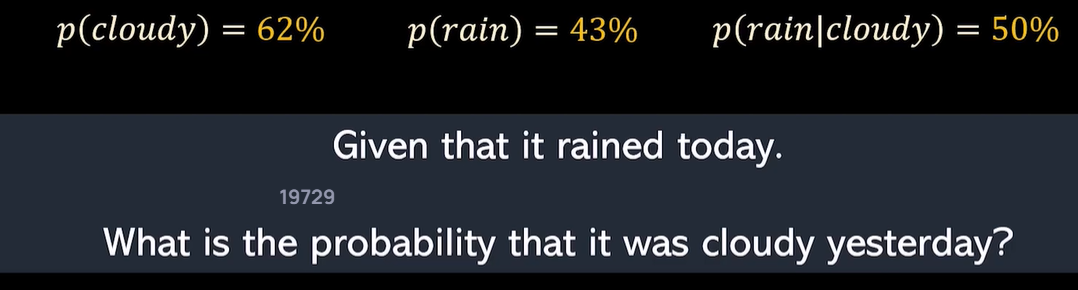 p(cloudy) = 62% p(rain) = 43% p(rain|cloudy) = 50%
Given that it rained today.
19729
What is the probability that it was cloudy yesterday?